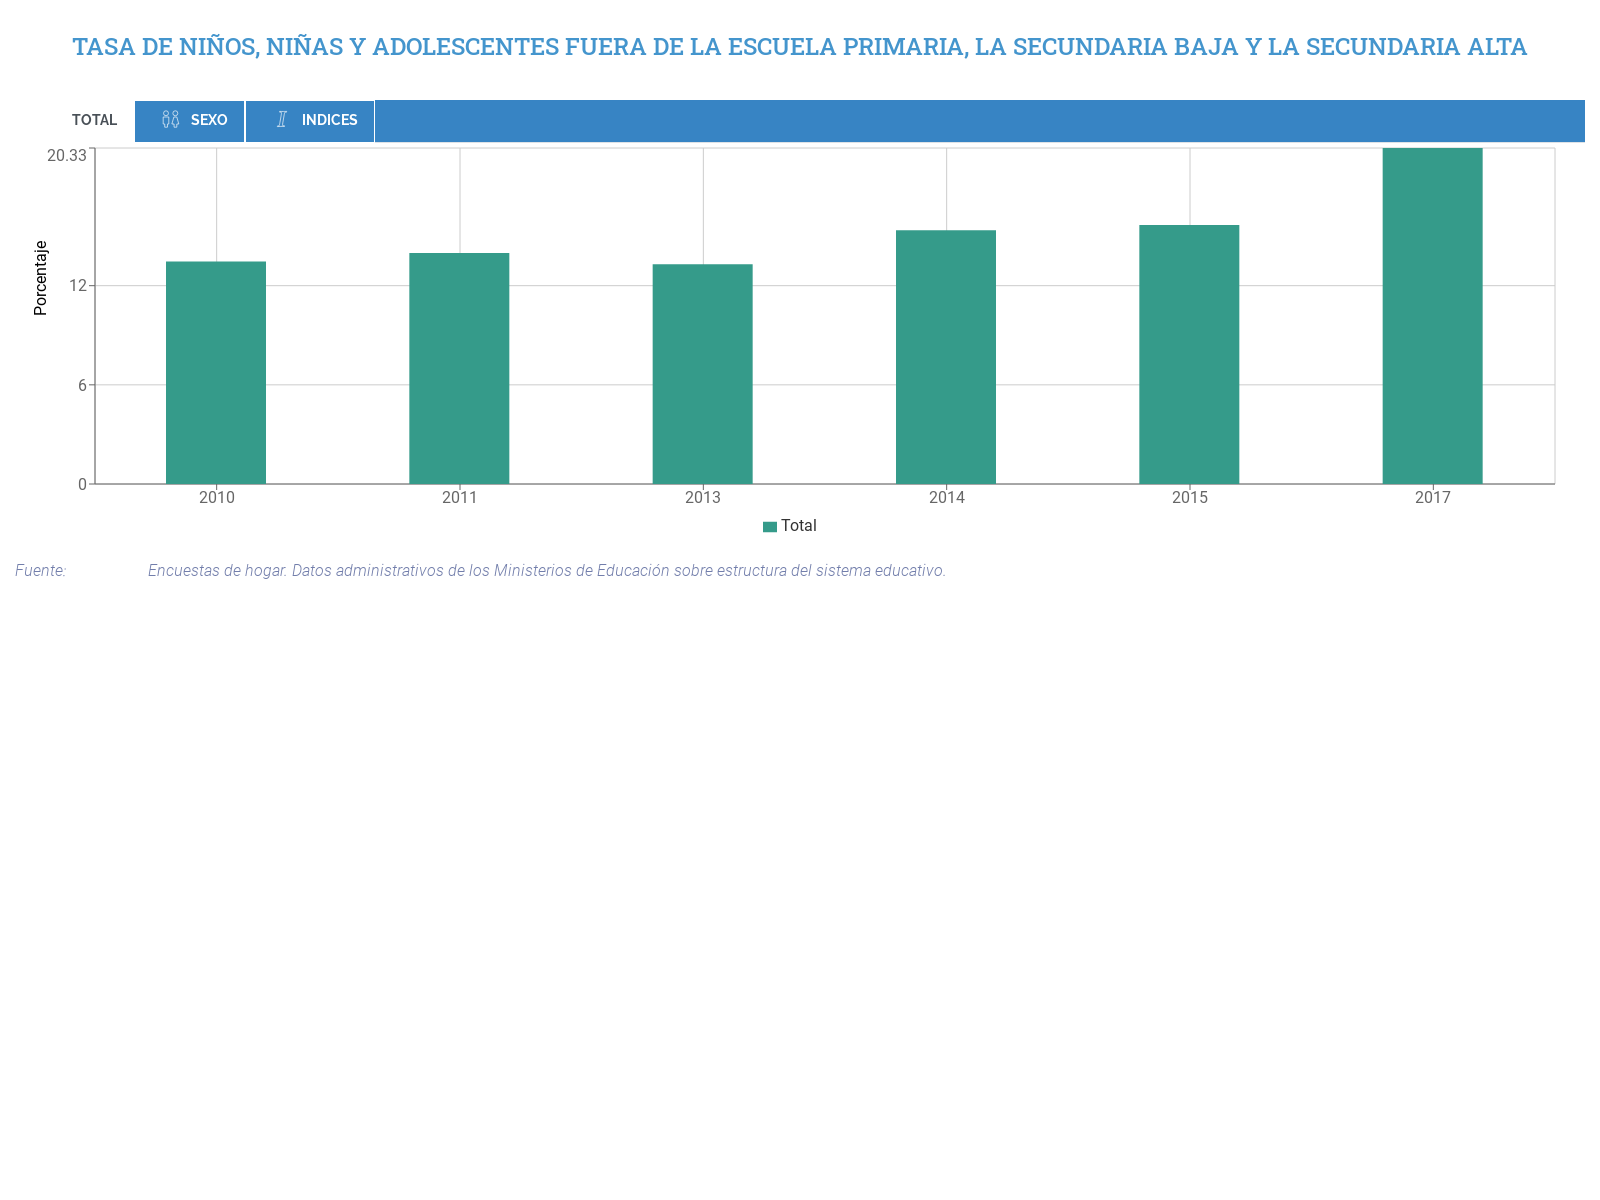 TASA DE NIÑOS, NIÑAS Y ADOLESCENTES FUERA DE LA ESCUELA PRIMARIA, LA SECUNDARIA BAJA Y LA SECUNDARIA ALTA
TOTAL SEXO INDICES
20.33
12
6
0
Porcentaje
2010 2011 2013 2014 2015 2017
Total
Fuente: Encuestas de hogar. Datos administrativos de los Ministerios de Educación sobre estructura del sistema educativo.